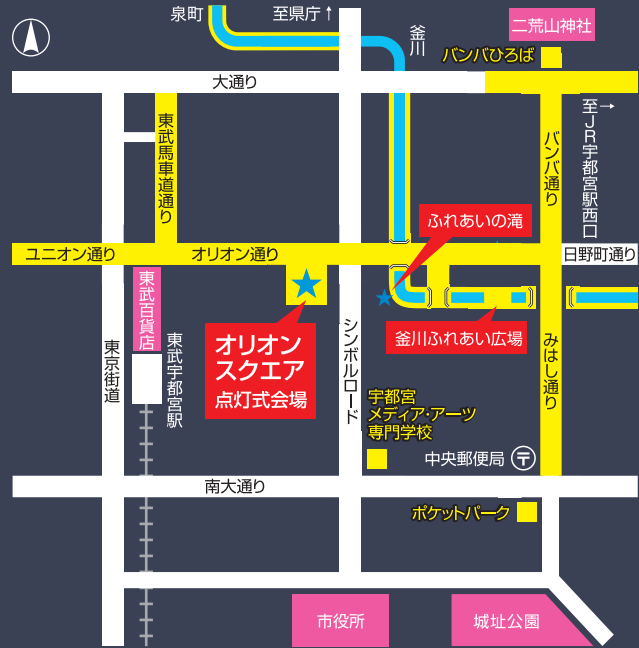 泉町
至県庁↑
釜川
二荒山神社
バンバひろば
大通り
至JR宇都宮駅西口→
東武馬車道通り
バンバ通り
ふれあいの滝
ユニオン通り
オリオン通り
日野町通り
東武百貨店
釜川ふれあい広場
オリオン
スクエア
点灯式会場
シンボルロード
みはし通り
東京街道
東武宇都宮駅
宇都宮
メディア・アーツ
専門学校
中央郵便局
〒
南大通り
ポケットパーク
市役所
城址公園